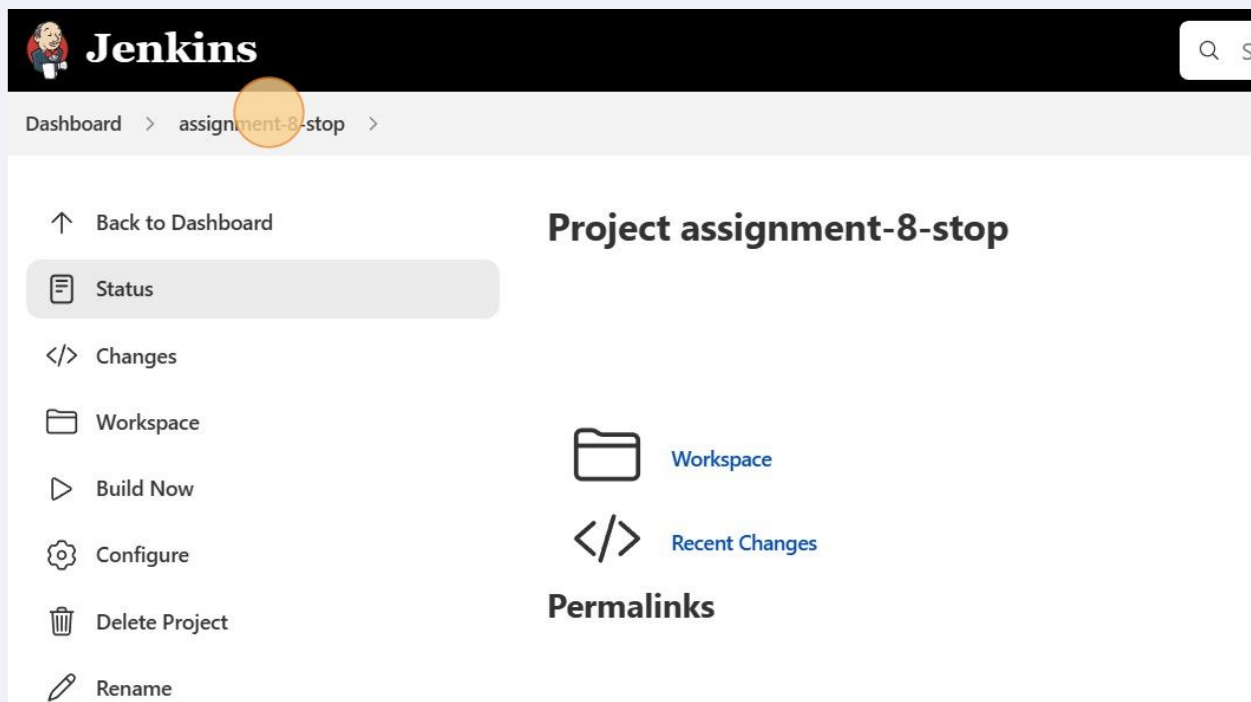 Jenkins
Dashboard > assignment-8-stop >
Back to Dashboard
Status
Changes
Workspace
Build Now
Configure
Delete Project
Rename
Project assignment-8-stop
Workspace
Recent Changes
Permalinks